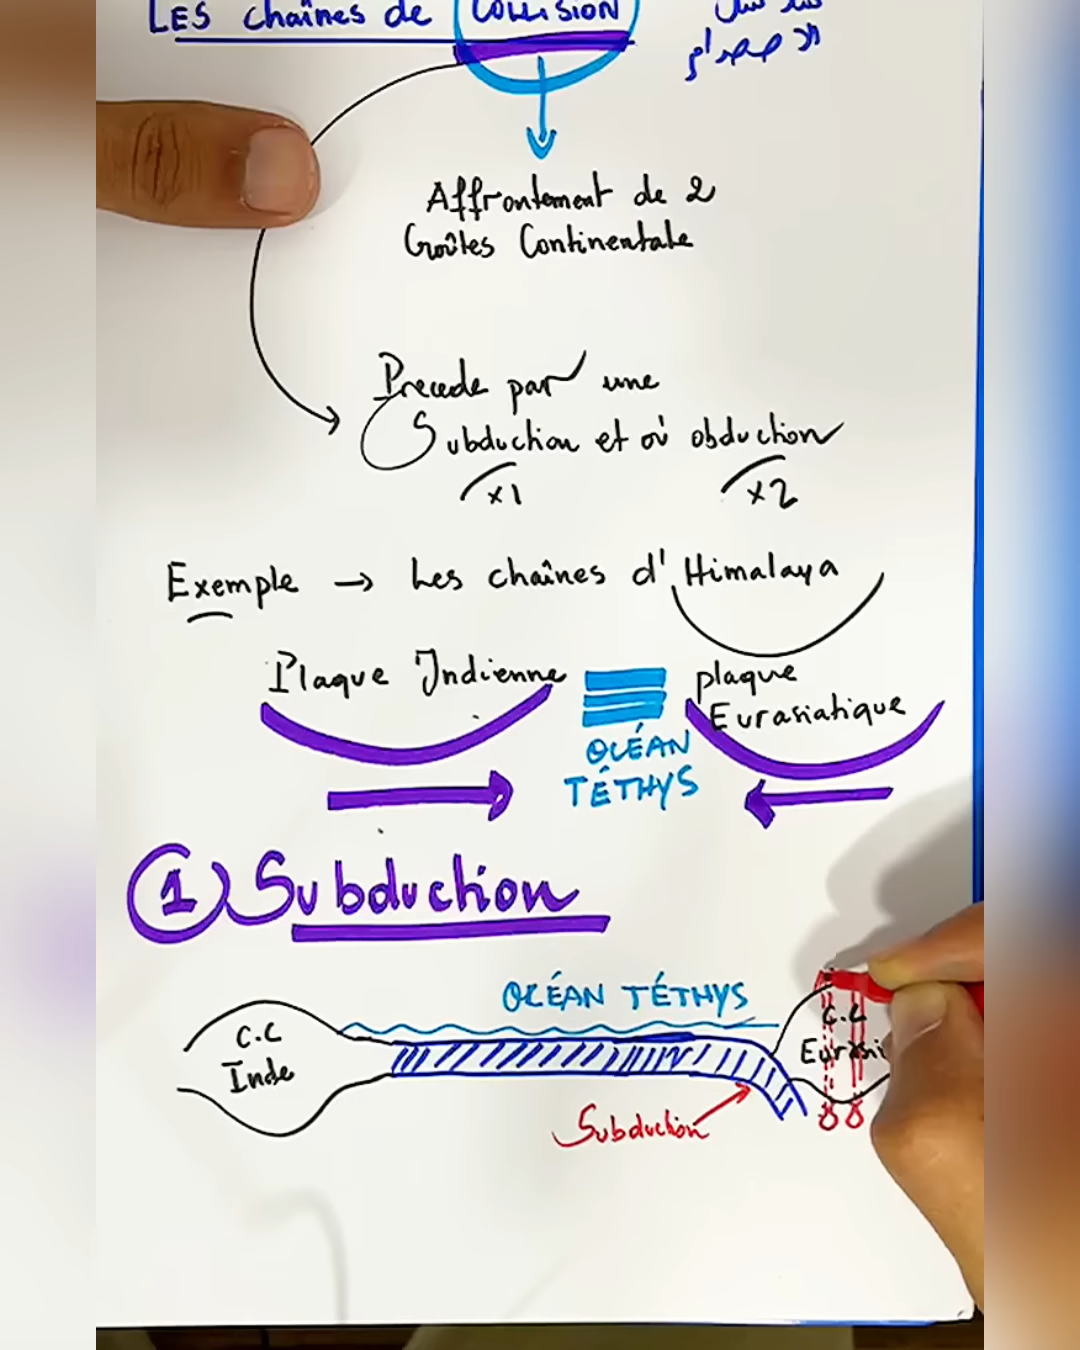 LES chaînes de COLLISION
سلاسل
الاصطدام
Affrontement de 2
Croûtes Continentale
Precede par une
Subduction et où obduction
x1 x2
Exemple → Les chaînes d'Himalaya
Plaque Indienne
plaque
Eurasiatique
OCÉAN
TÉTHYS
1 Subduction
OCÉAN TÉTHYS
C.C
Inde
C.C
Subduction